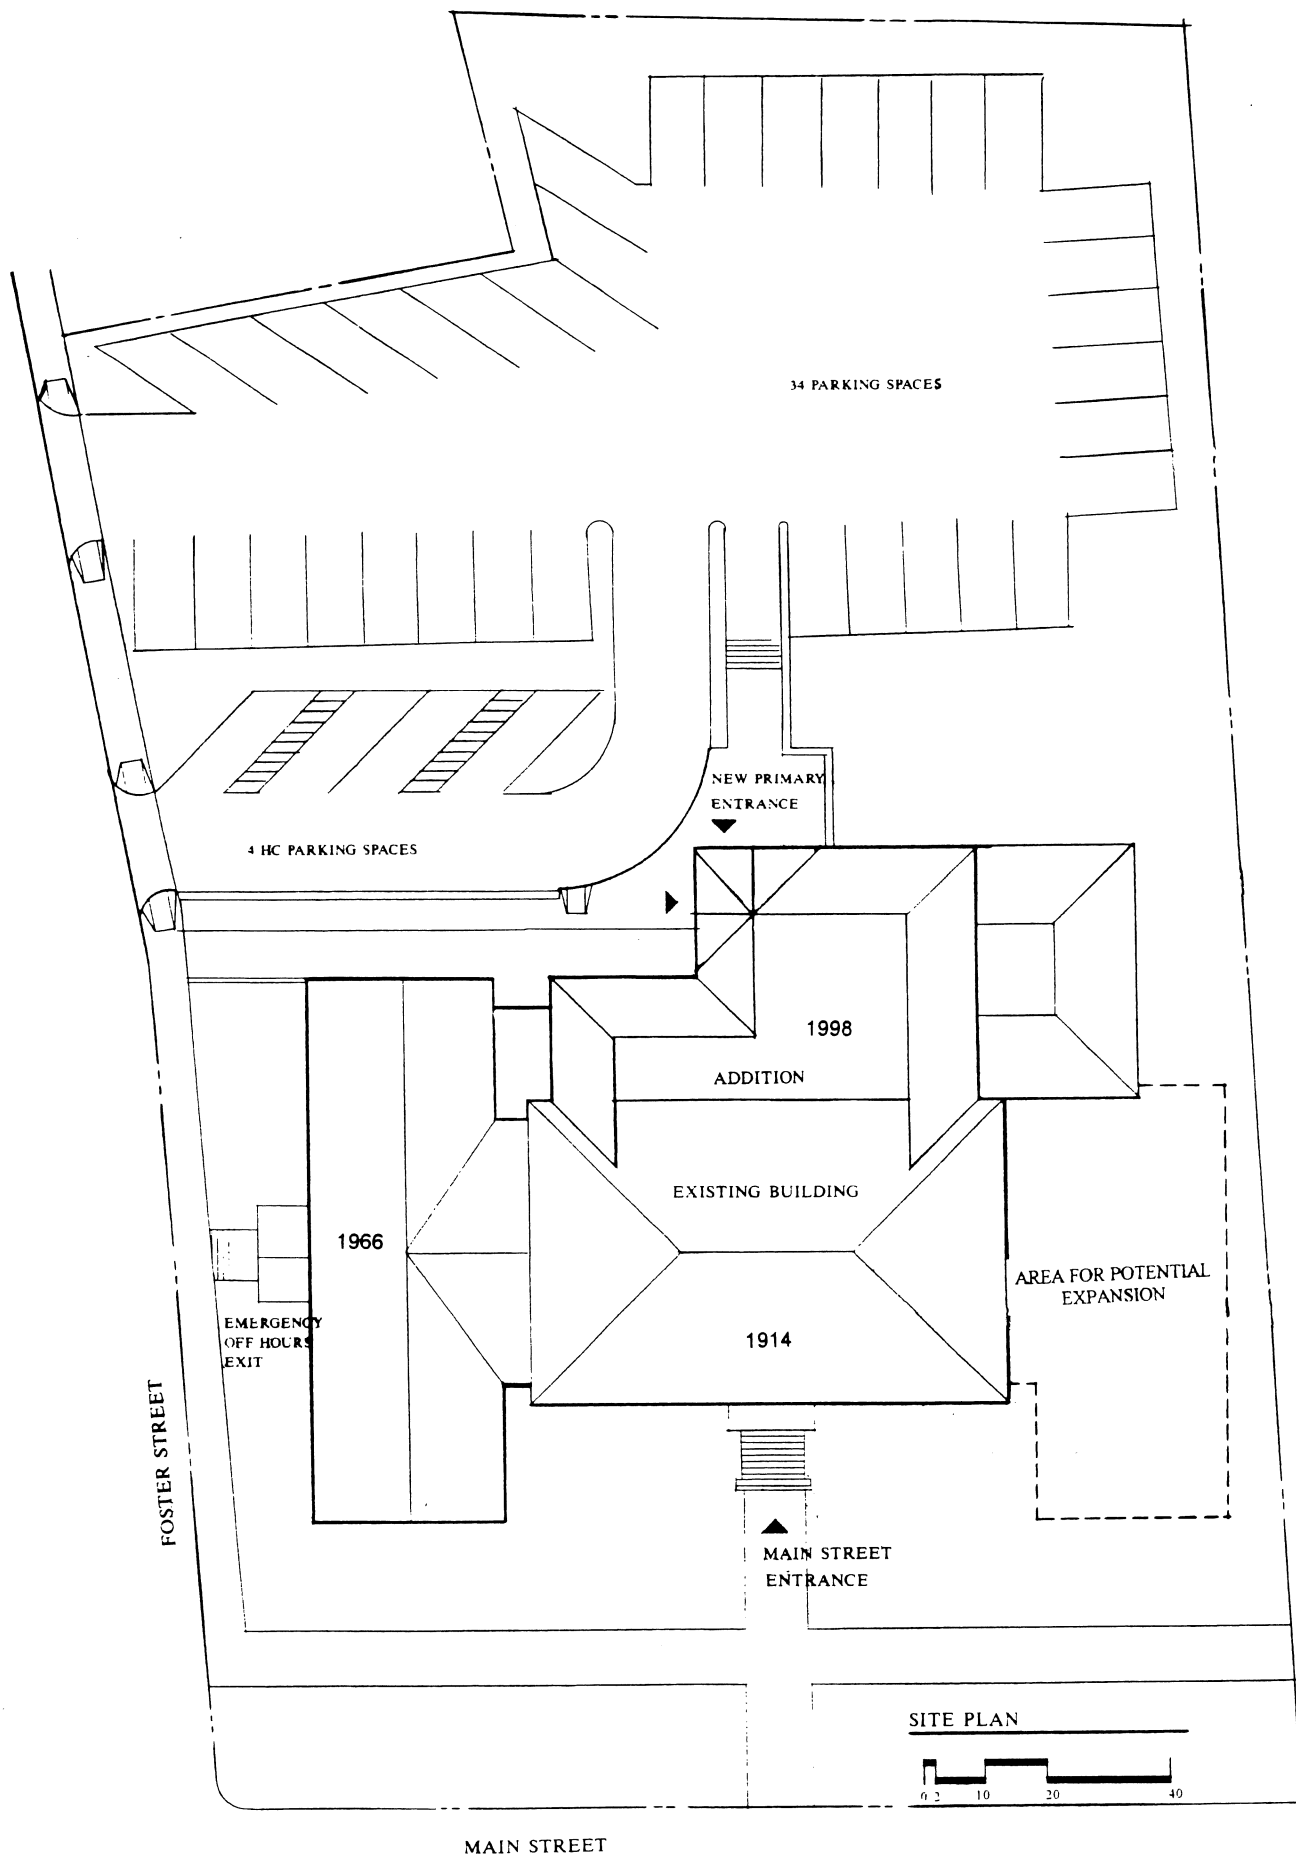 34 PARKING SPACES
NEW PRIMARY
ENTRANCE
4 HC PARKING SPACES
1998
ADDITION
EXISTING BUILDING
1966
AREA FOR POTENTIAL
EXPANSION
EMERGENCY
OFF HOURS
EXIT
1914
FOSTER STREET
MAIN STREET
ENTRANCE
SITE PLAN
0 2 10 20 40
MAIN STREET